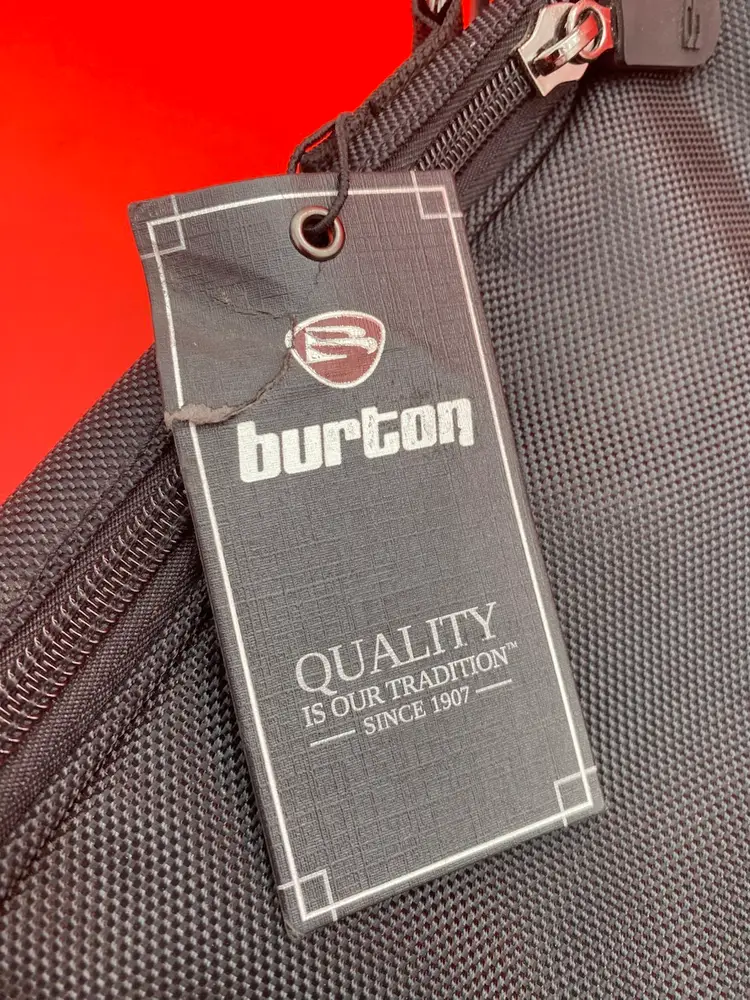 burton
QUALITY
IS OUR TRADITION™
SINCE 1907